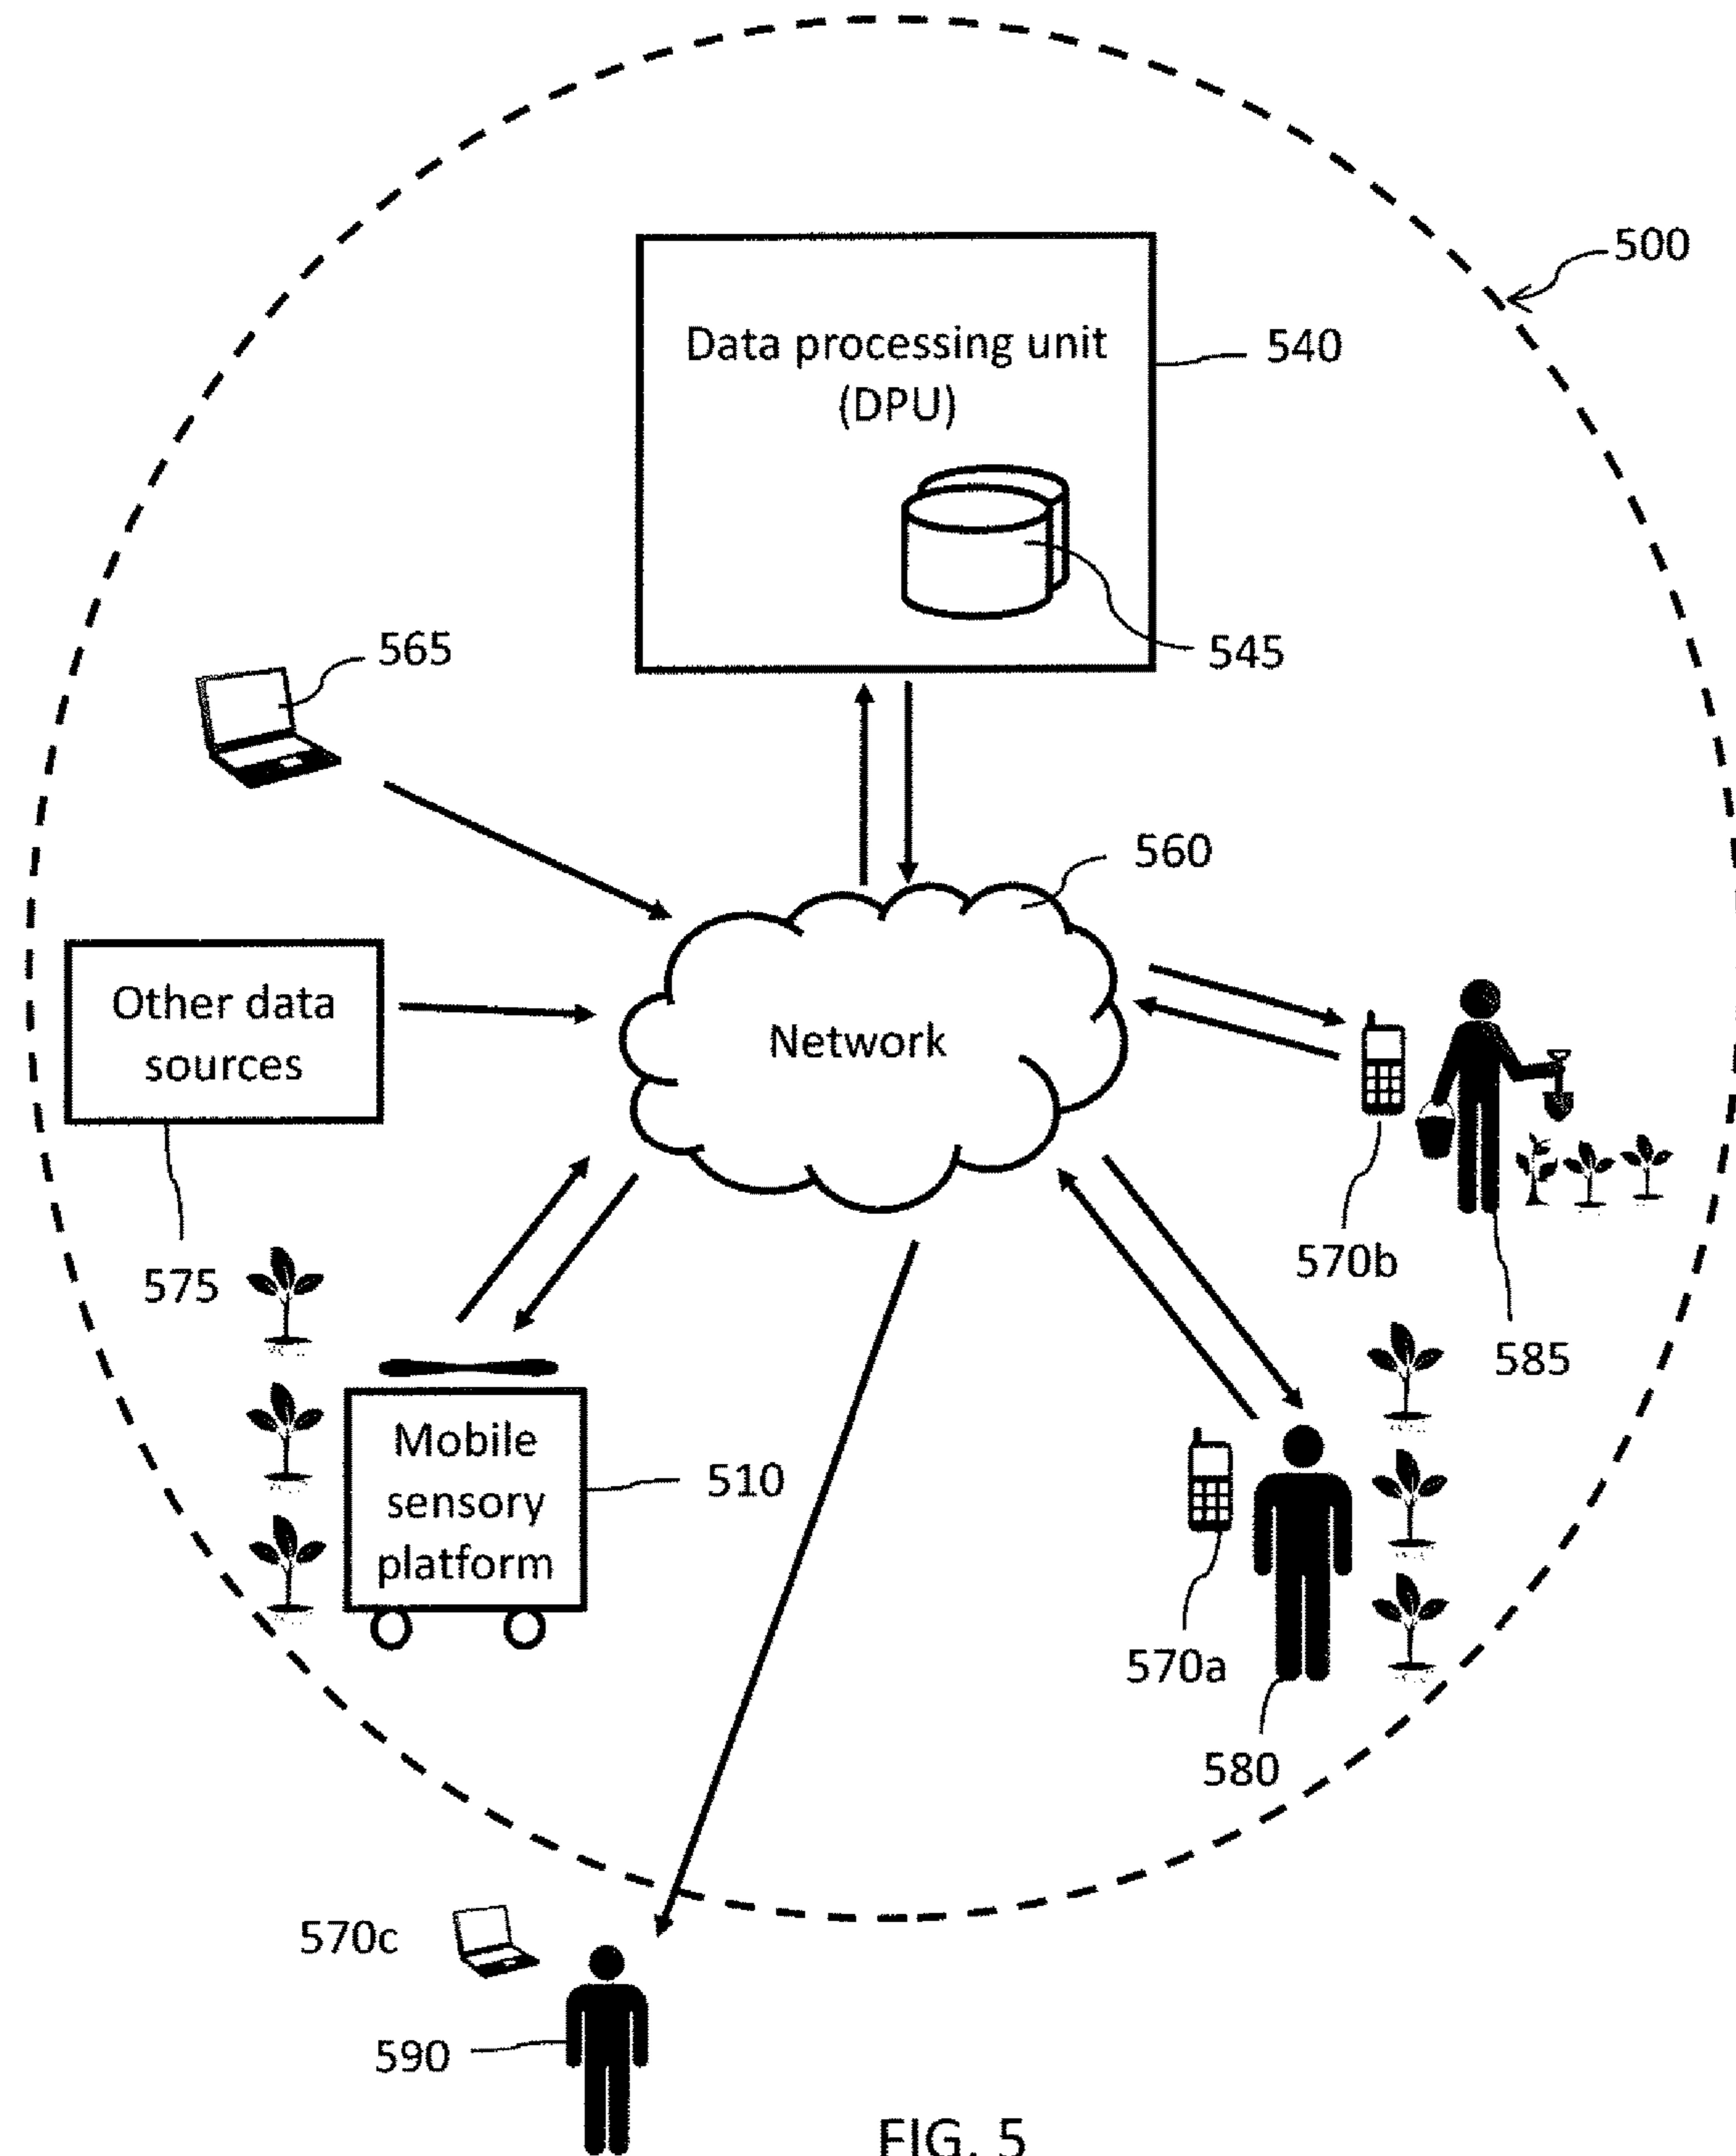 500
Data processing unit
(DPU)
540
545
565
560
Other data
sources
Network
575
570b
585
Mobile
sensory
platform
510
570a
580
570c
590
FIG. 5